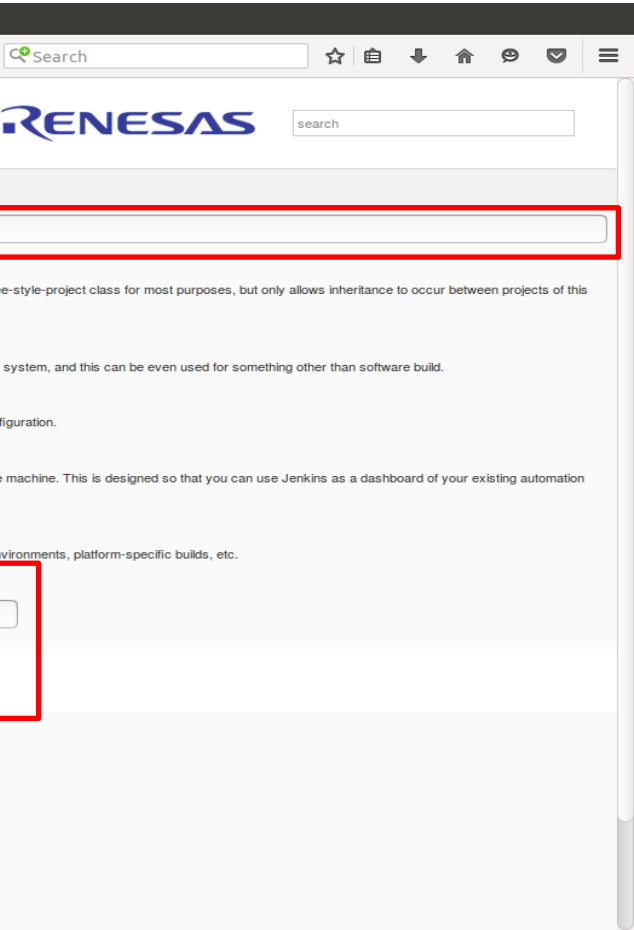 Search
RENESAS
search
e-style-project class for most purposes, but only allows inheritance to occur between projects of this
system, and this can be even used for something other than software build.
figuration.
e machine. This is designed so that you can use Jenkins as a dashboard of your existing automation
nvironments, platform-specific builds, etc.